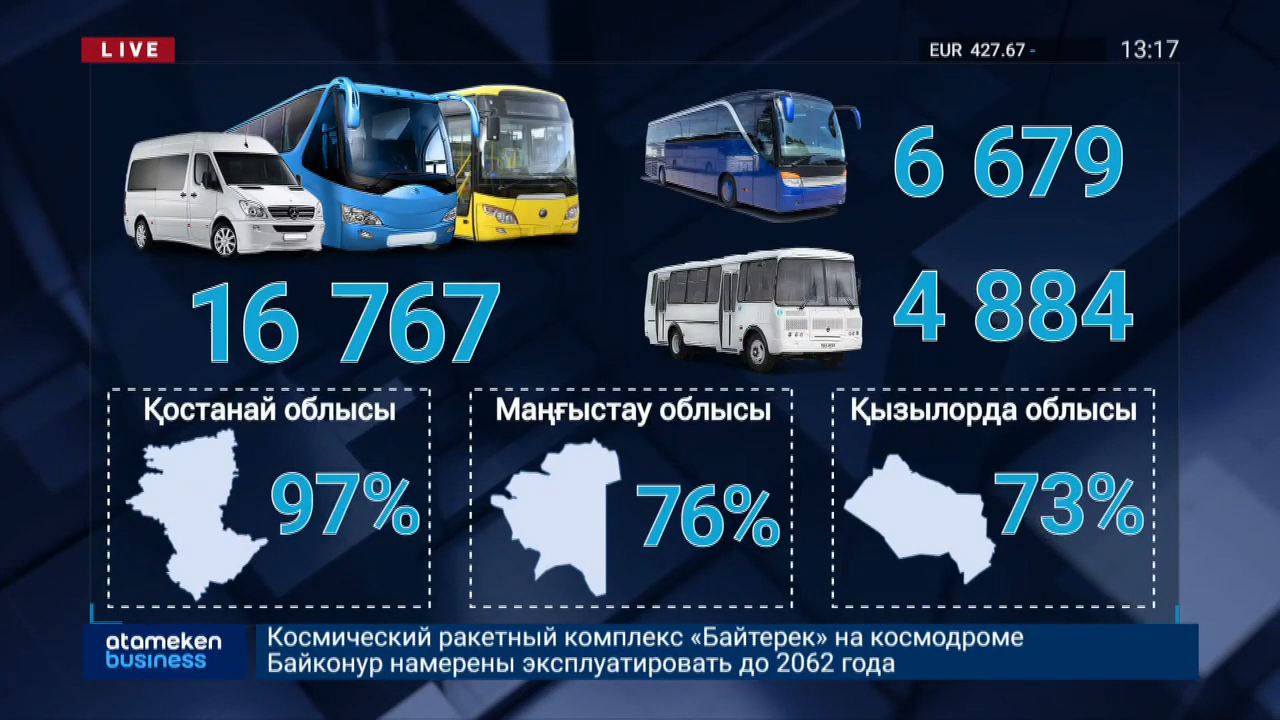 LIVE
EUR 427.67 -
13:17
6 679
4 884
16 767
Қостанай облысы
97%
Маңғыстау облысы
76%
Қызылорда облысы
73%
atameken
business
Космический ракетный комплекс «Байтерек» на космодроме
Байконур намерены эксплуатировать до 2062 года